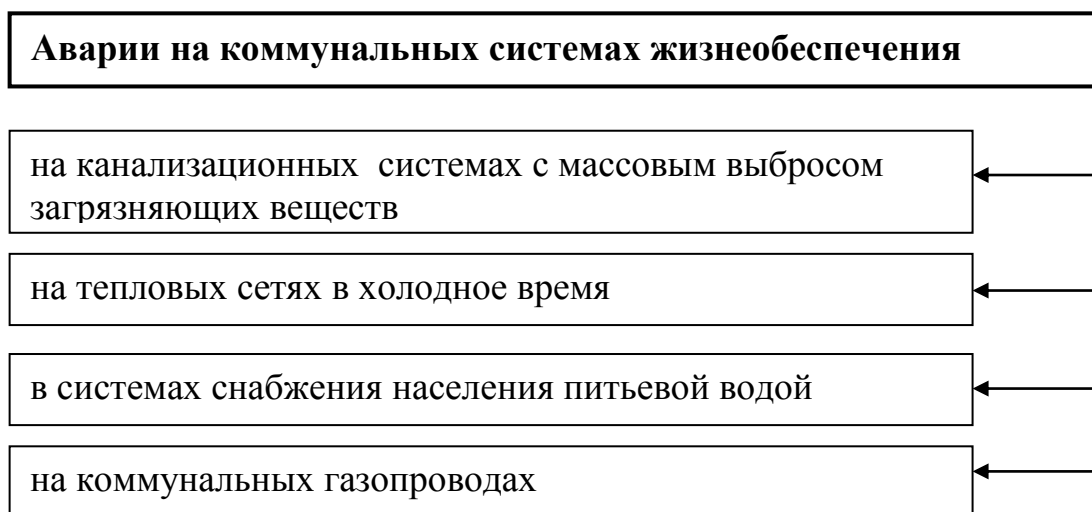 Аварии на коммунальных системах жизнеобеспечения
на канализационных системах с массовым выбросом
загрязняющих веществ
на тепловых сетях в холодное время
в системах снабжения населения питьевой водой
на коммунальных газопроводах